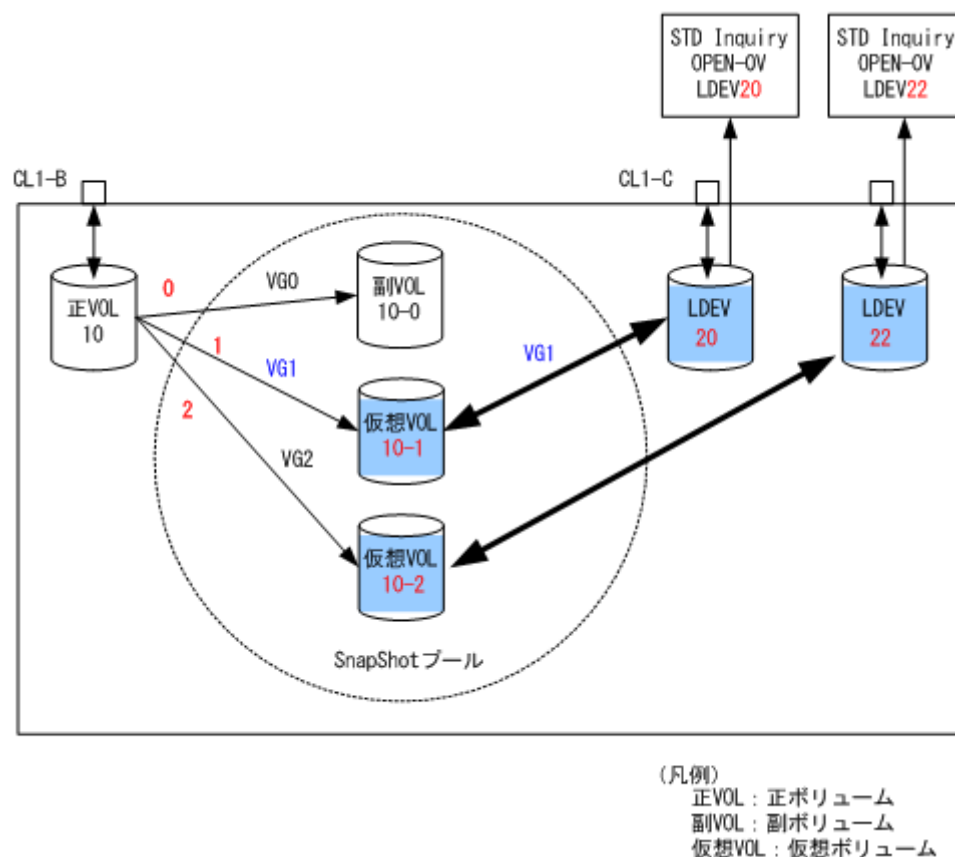 STD Inquiry
OPEN-0V
LDEV20
STD Inquiry
OPEN-0V
LDEV22
CL1-B
CL1-C
正VOL
10
0
VG0
副VOL
10-0
1
VG1
仮想VOL
10-1
2
VG2
仮想VOL
10-2
VG1
LDEV
20
LDEV
22
SnapShotプール
(凡例)
正VOL：正ボリューム
副VOL：副ボリューム
仮想VOL：仮想ボリューム